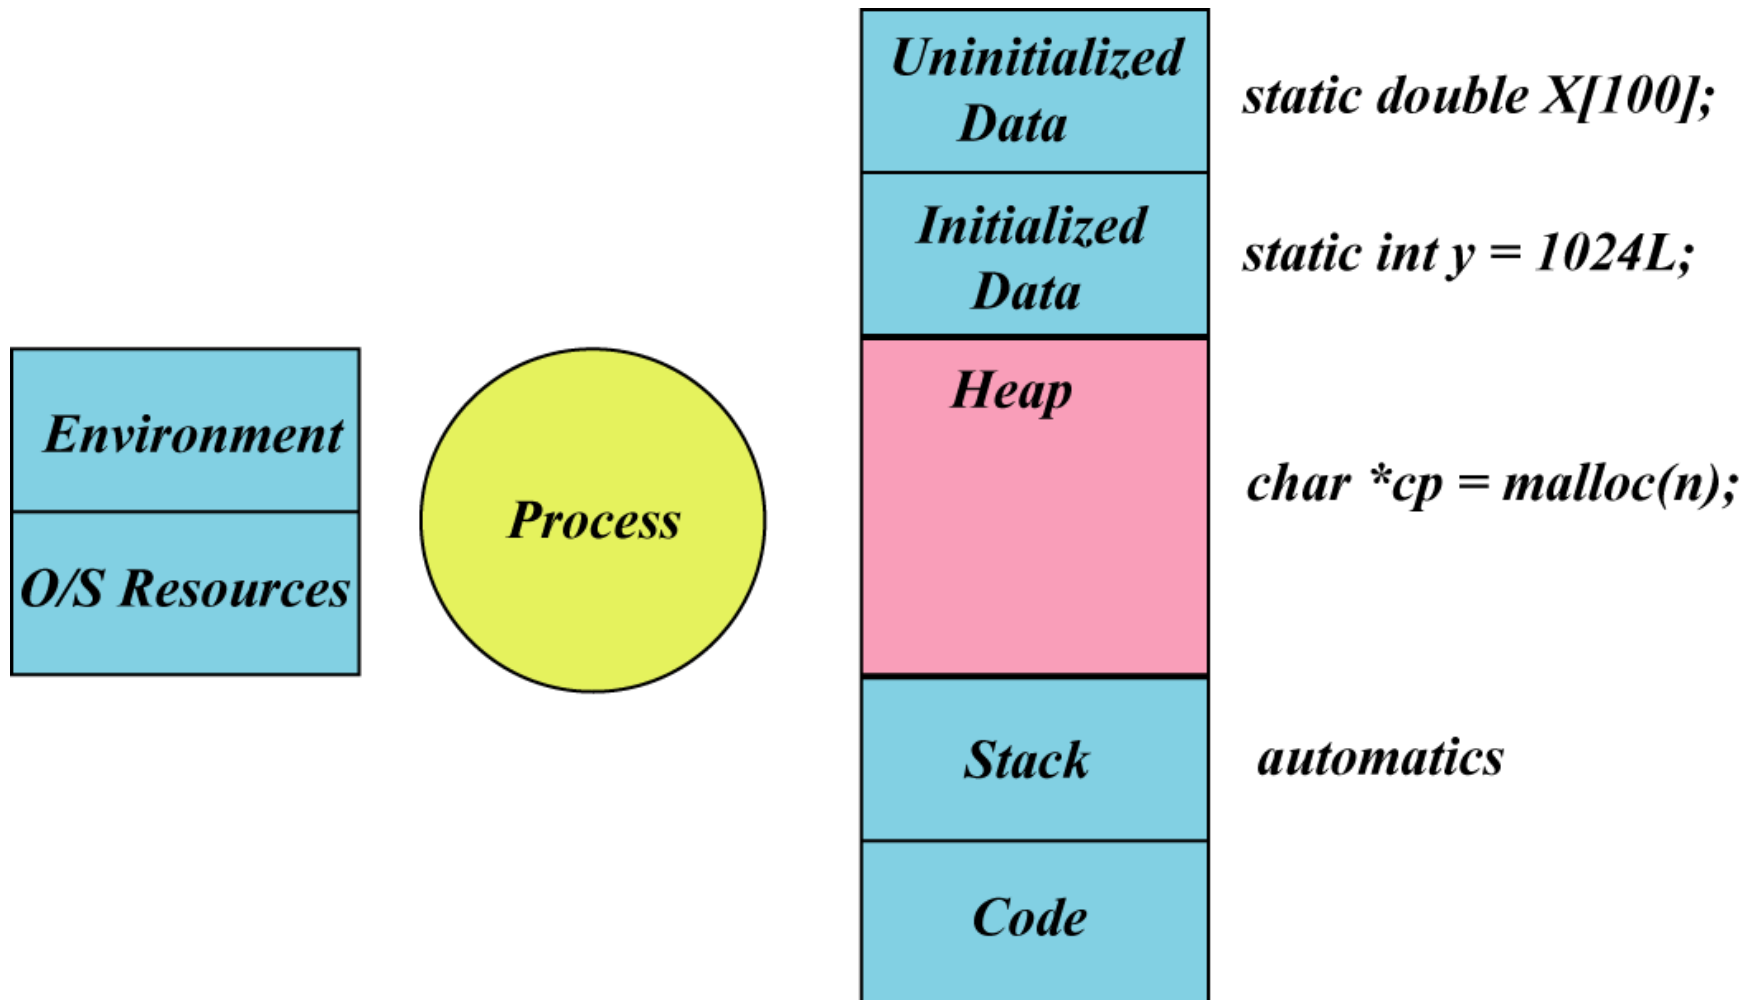 Uninitialized
Data
static double X[100];
Initialized
Data
static int y = 1024L;
Environment
O/S Resources
Process
Heap
char *cp = malloc(n);
Stack
automatics
Code